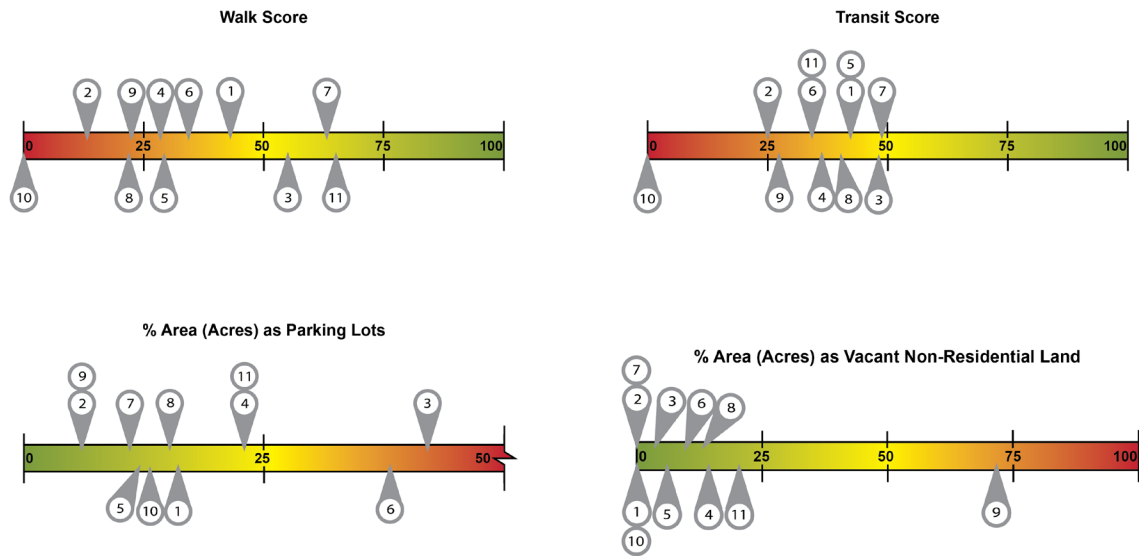 Walk Score
2 9 4 6 1 7
0 25 50 75 100
10 8 5 3 11
Transit Score
11 5
2 6 1 7
0 25 50 75 100
10 9 4 8 3
% Area (Acres) as Parking Lots
9 11
2 7 8 4 3
0 25 50
5 10 1 6
% Area (Acres) as Vacant Non-Residential Land
7
2 3 6 8
0 25 50 75 100
1 5 4 11 9
10